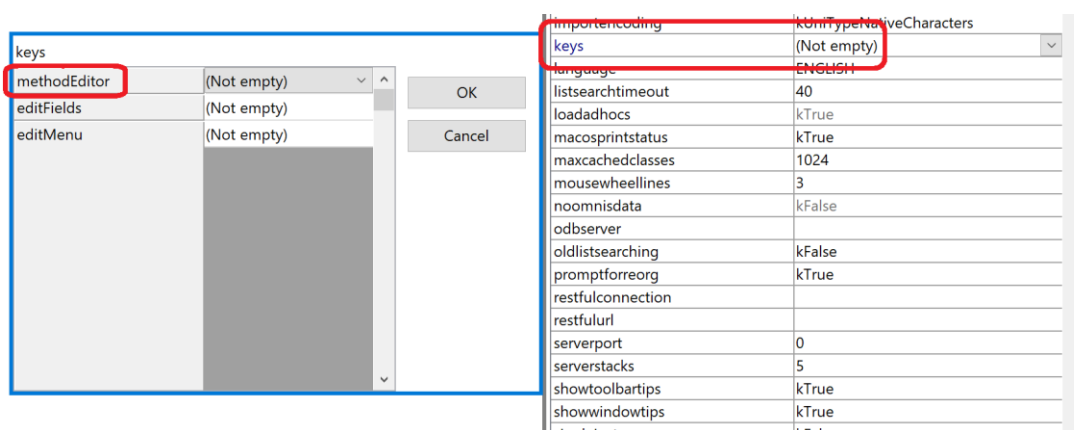 keys
methodEditor (Not empty)
editFields (Not empty)
editMenu (Not empty)
OK
Cancel
importencoding kUniTypeNativeCharacters
keys (Not empty)
language ENGLISH
listsearchtimeout 40
loadadhocs kTrue
macosprintstatus kTrue
maxcachedclasses 1024
mousewheellines 3
noomnisdata kFalse
odbserver
oldlistsearching kFalse
promptforreorg kTrue
restfulconnection
restfulurl
serverport 0
serverstacks 5
showtoolbartips kTrue
showwindowtips kTrue